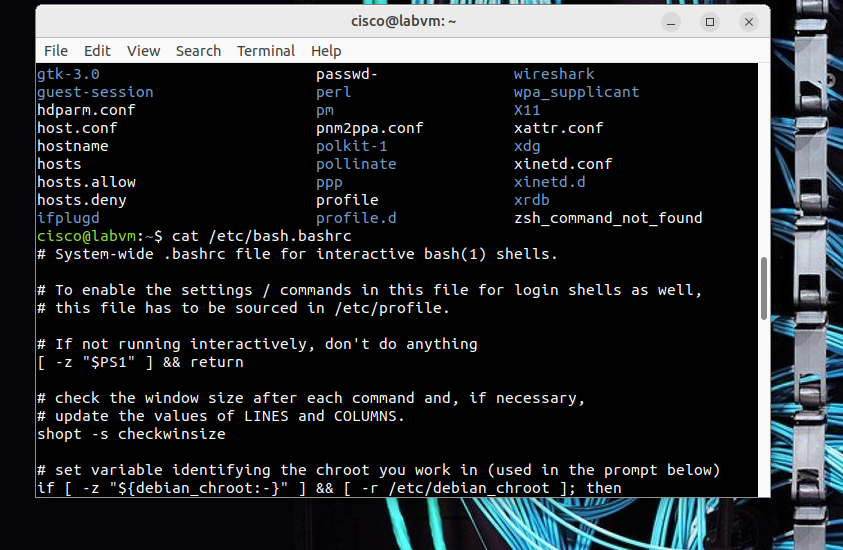 cisco@labvm: ~
File Edit View Search Terminal Help
gtk-3.0 passwd- wireshark
guest-session perl wpa_supplicant
hdparm.conf pm X11
host.conf pnm2ppa.conf xattr.conf
hostname polkit-1 xdg
hosts pollinate xinetd.conf
hosts.allow ppp xinetd.d
hosts.deny profile xrdb
ifplugd profile.d zsh_command_not_found
cisco@labvm:~$ cat /etc/bash.bashrc
# System-wide .bashrc file for interactive bash(1) shells.
# To enable the settings / commands in this file for login shells as well,
# this file has to be sourced in /etc/profile.
# If not running interactively, don't do anything
[ -z "$PS1" ] && return
# check the window size after each command and, if necessary,
# update the values of LINES and COLUMNS.
shopt -s checkwinsize
# set variable identifying the chroot you work in (used in the prompt below)
if [ -z "${debian_chroot:-}" ] && [ -r /etc/debian_chroot ]; then